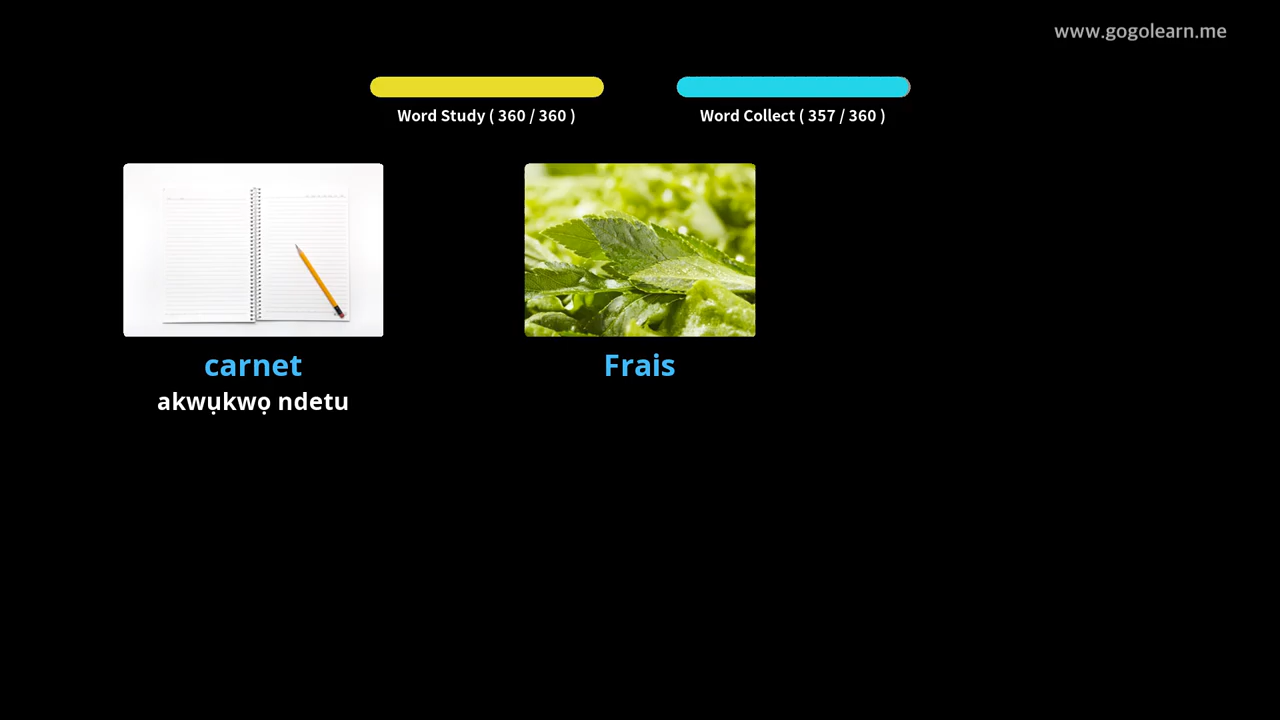 www.gogolearn.me
Word Study ( 360 / 360 )
Word Collect ( 357 / 360 )
carnet
akwụkwọ ndetu
Frais